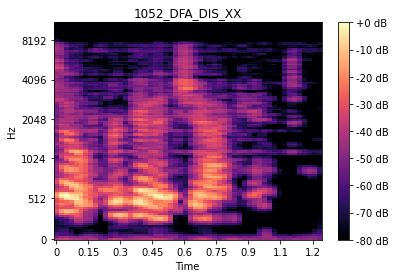 1052_DFA_DIS_XX
Hz
8192
4096
2048
1024
512
0
0 0.15 0.3 0.45 0.6 0.75 0.9 1.1 1.2
Time
+0 dB
-10 dB
-20 dB
-30 dB
-40 dB
-50 dB
-60 dB
-70 dB
-80 dB